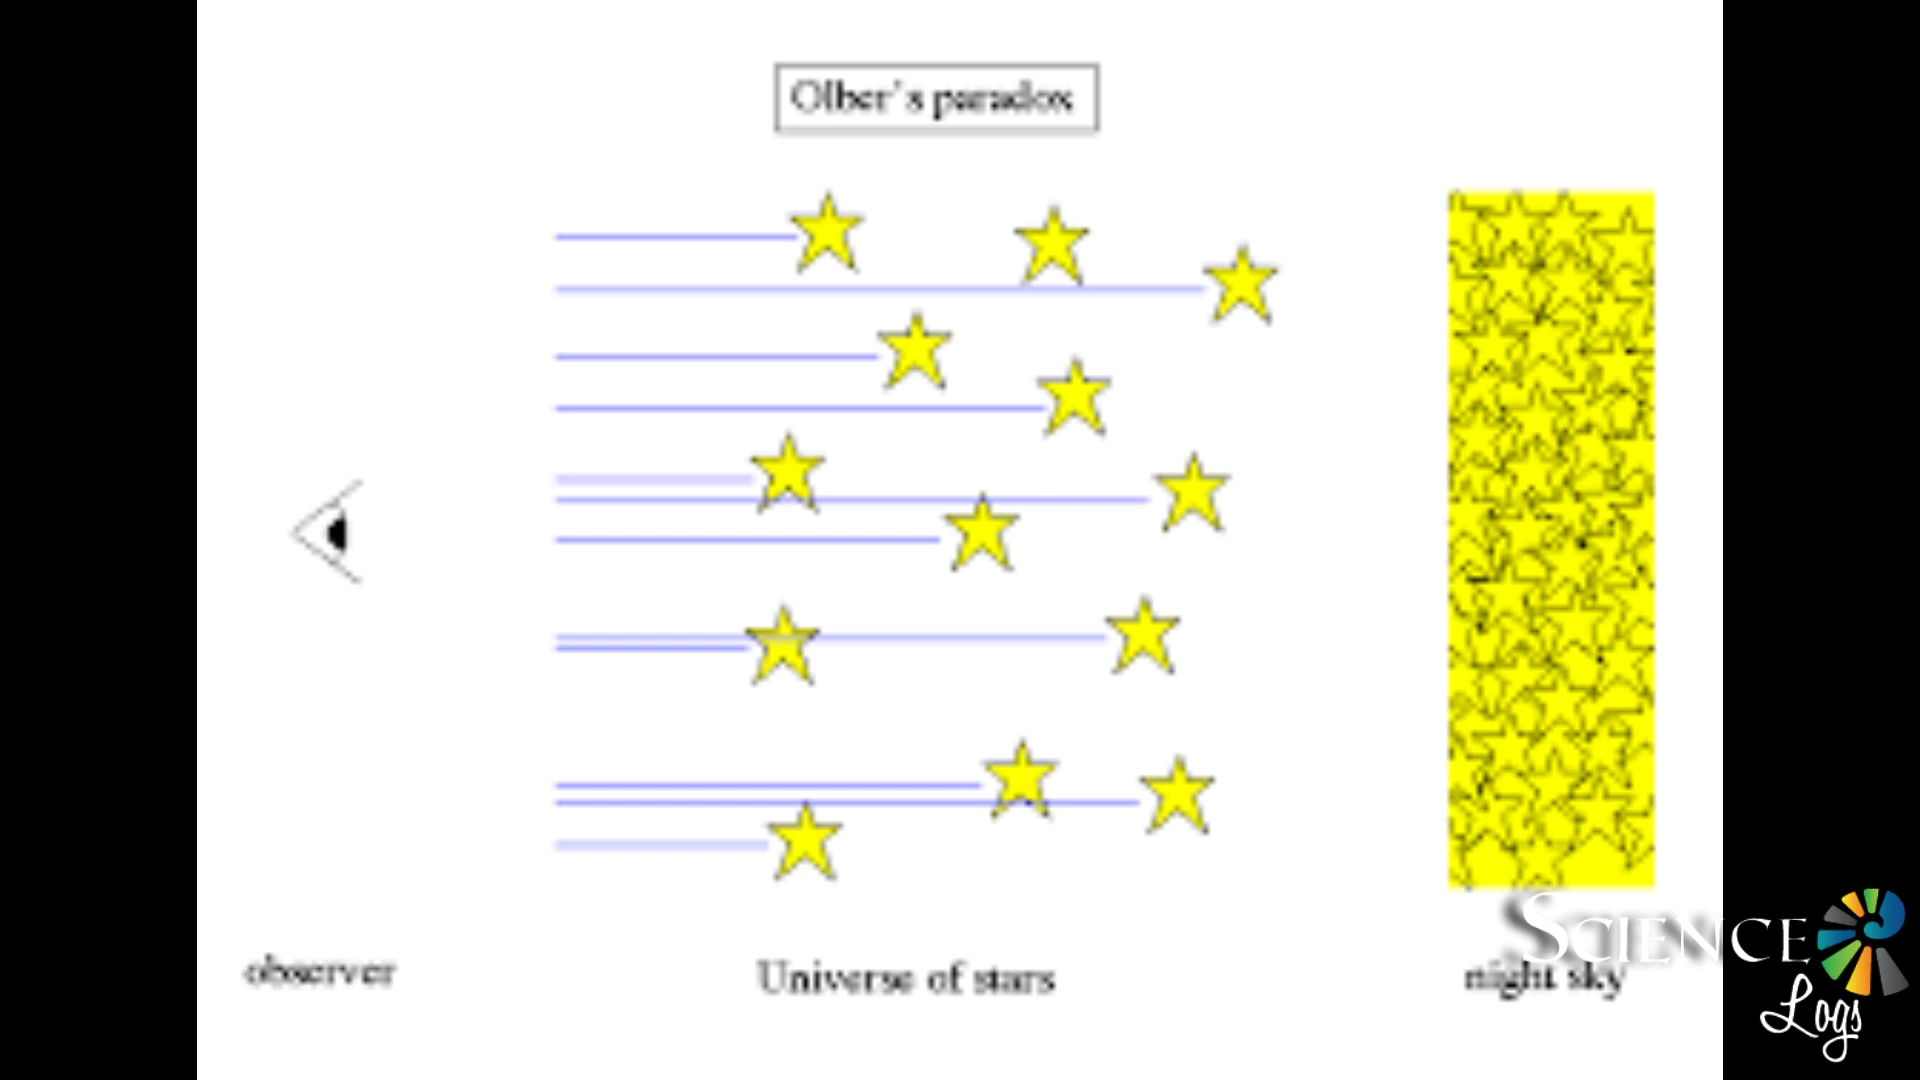 Olber's paradox
observer
Universe of stars
night sky
SCIENCE
Logs